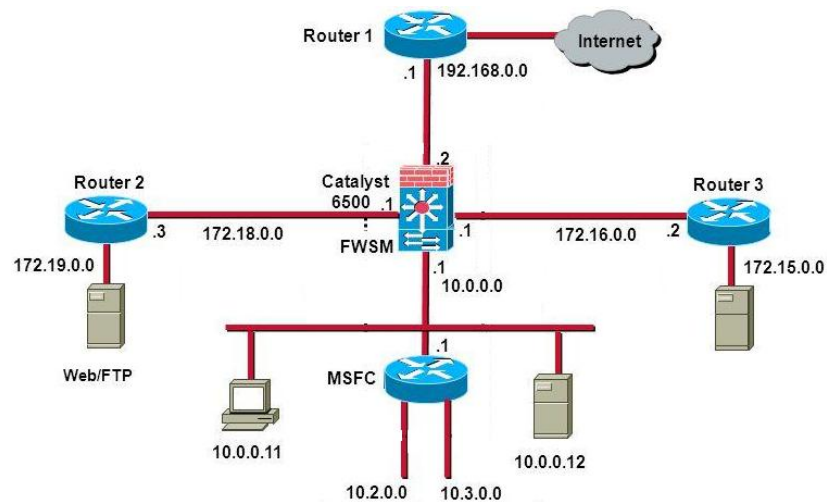 Router 1
Internet
.1
192.168.0.0
.2
Router 2
Catalyst
6500
.1
Router 3
.3
172.18.0.0
FWSM
.1
172.16.0.0
.2
172.19.0.0
.1
172.15.0.0
10.0.0.0
.1
Web/FTP
MSFC
10.0.0.11
10.0.0.12
10.2.0.0
10.3.0.0